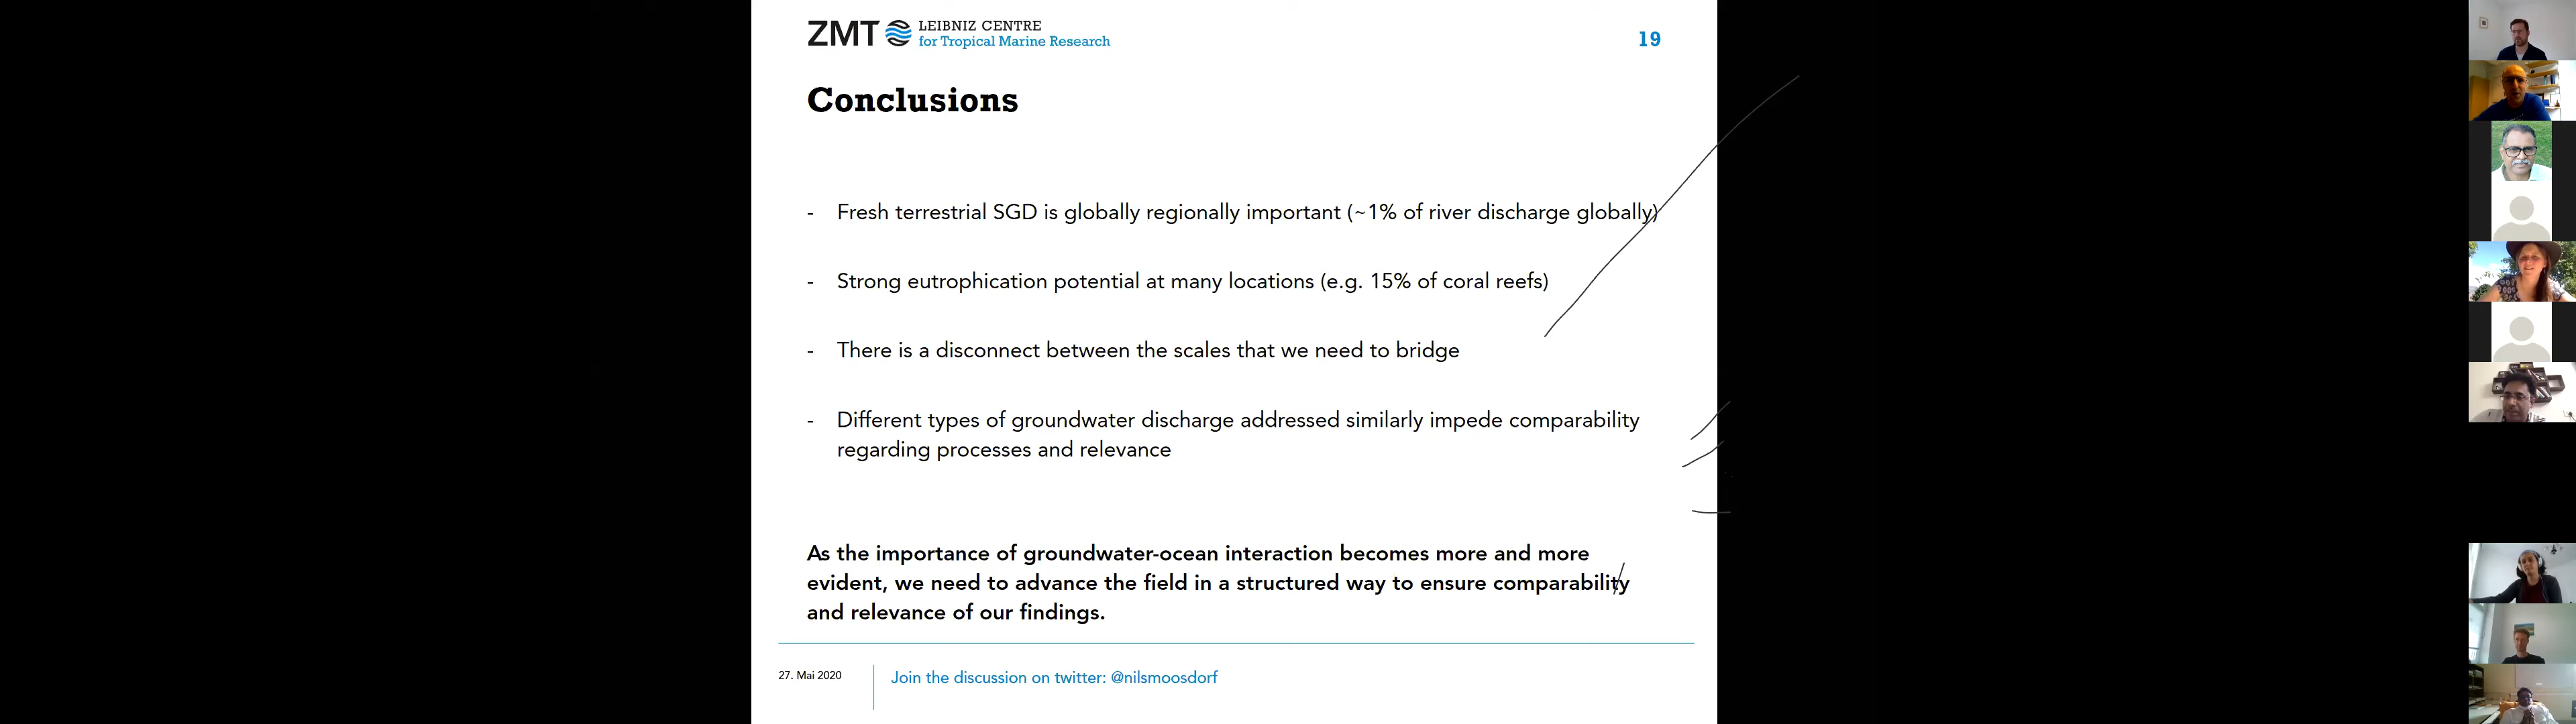 ZMT LEIBNIZ CENTRE
for Tropical Marine Research
19
Conclusions
- Fresh terrestrial SGD is globally regionally important (~1% of river discharge globally)
- Strong eutrophication potential at many locations (e.g. 15% of coral reefs)
- There is a disconnect between the scales that we need to bridge
- Different types of groundwater discharge addressed similarly impede comparability
regarding processes and relevance
As the importance of groundwater-ocean interaction becomes more and more
evident, we need to advance the field in a structured way to ensure comparability
and relevance of our findings.
27. Mai 2020
Join the discussion on twitter: @nilsmoosdorf